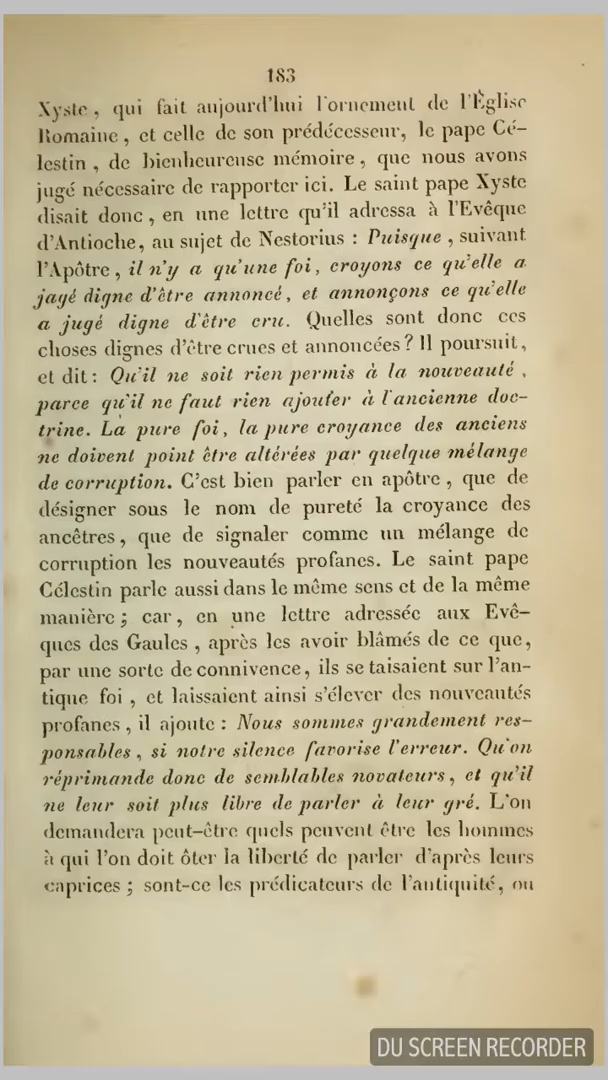 183
Xyste, qui fait aujourd'hui l'ornement de l'Église
Romaine, et celle de son prédécesseur, le pape Cé-
lestin, de bienheureuse mémoire, que nous avons
jugé nécessaire de rapporter ici. Le saint pape Xyste
disait donc, en une lettre qu'il adressa à l'Evêque
d'Antioche, au sujet de Nestorius : Puisque, suivant
l'Apôtre, il n'y a qu'une foi, croyons ce qu'elle a
jagé digne d'être annoncé, et annonçons ce qu'elle
a jugé digne d'être cru. Quelles sont donc ces
choses dignes d'être crues et annoncées? Il poursuit,
et dit : Qu'il ne soit rien permis à la nouveauté,
parce qu'il ne faut rien ajouter à l'ancienne doc-
trine. La pure foi, la pure croyance des anciens
ne doivent point être altérées par quelque mélange
de corruption. C'est bien parler en apôtre, que de
désigner sous le nom de pureté la croyance des
ancêtres, que de signaler comme un mélange de
corruption les nouveautés profanes. Le saint pape
Célestin parle aussi dans le même sens et de la même
manière ; car, en une lettre adressée aux Evê-
ques des Gaules, après les avoir blâmés de ce que,
par une sorte de connivence, ils se taisaient sur l'an-
tique foi, et laissaient ainsi s'élever des nouveautés
profanes, il ajoute : Nous sommes grandement res-
ponsables, si notre silence favorise l'erreur. Qu'on
réprimande donc de semblables novateurs, et qu'il
ne leur soit plus libre de parler à leur gré. L'on
demandera peut-être quels peuvent être les hommes
à qui l'on doit ôter la liberté de parler d'après leurs
caprices ; sont-ce les prédicateurs de l'antiquité, ou
DU SCREEN RECORDER